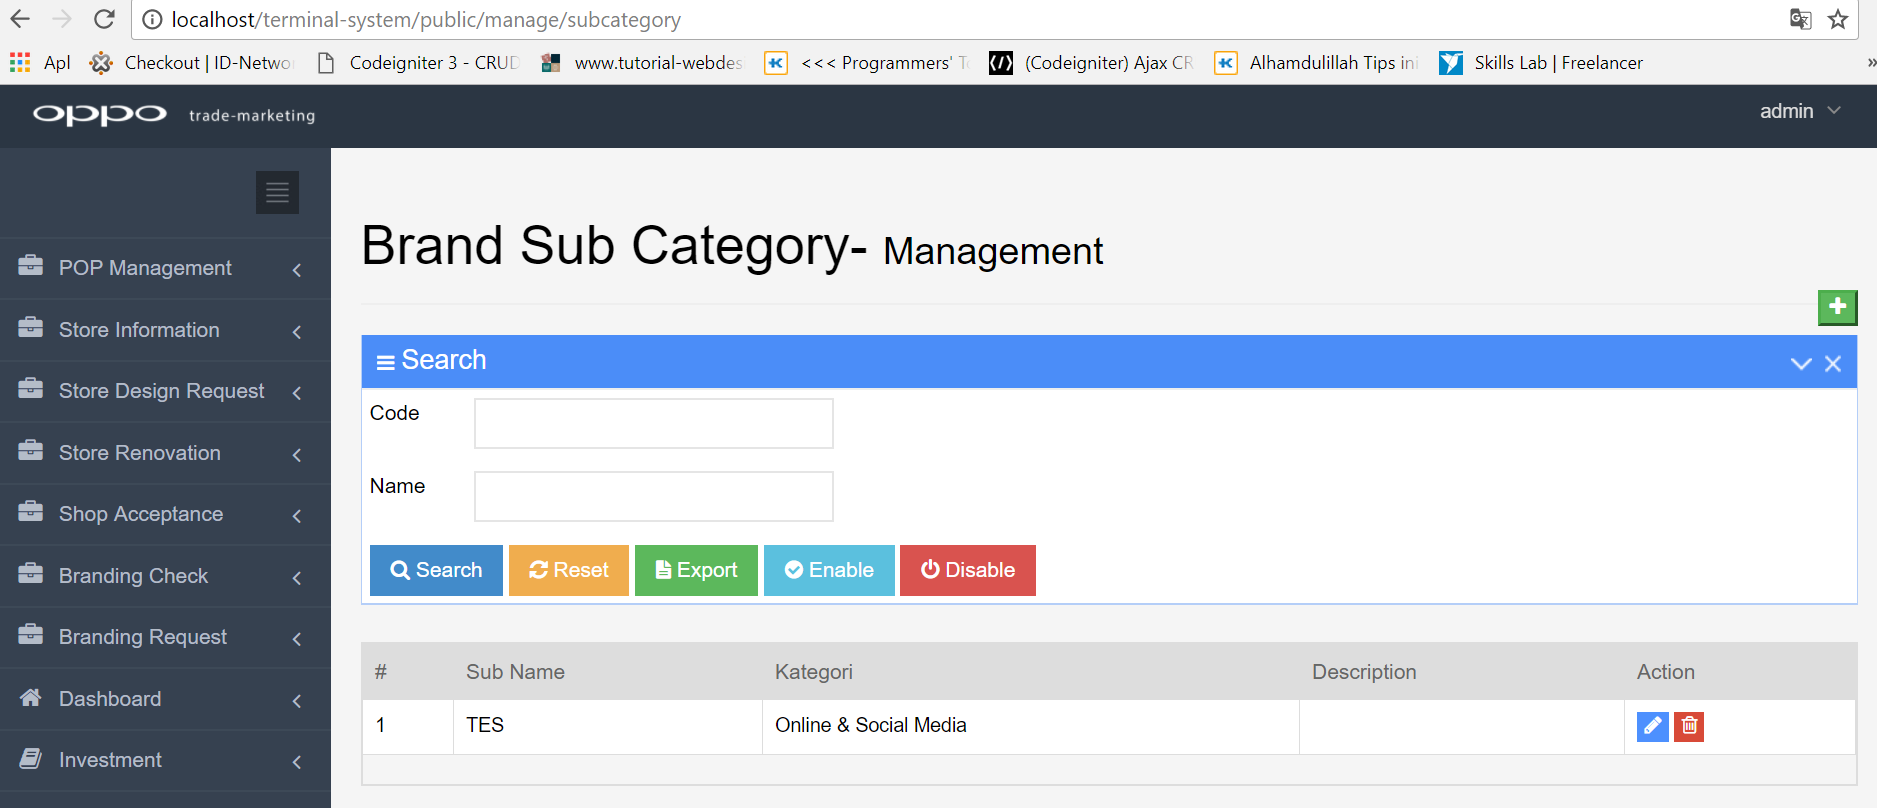 localhost/terminal-system/public/manage/subcategory
Apl Checkout | ID-Netwo Codeigniter 3 - CRUD www.tutorial-webdes <<< Programmers' T (Codeigniter) Ajax CR Alhamdulillah Tips ini Skills Lab | Freelancer »
oppo trade-marketing admin
Brand Sub Category- Management
POP Management
Store Information
Store Design Request
Store Renovation
Shop Acceptance
Branding Check
Branding Request
Dashboard
Investment
Search
Code
Name
Search Reset Export Enable Disable
# Sub Name Kategori Description Action
1 TES Online & Social Media